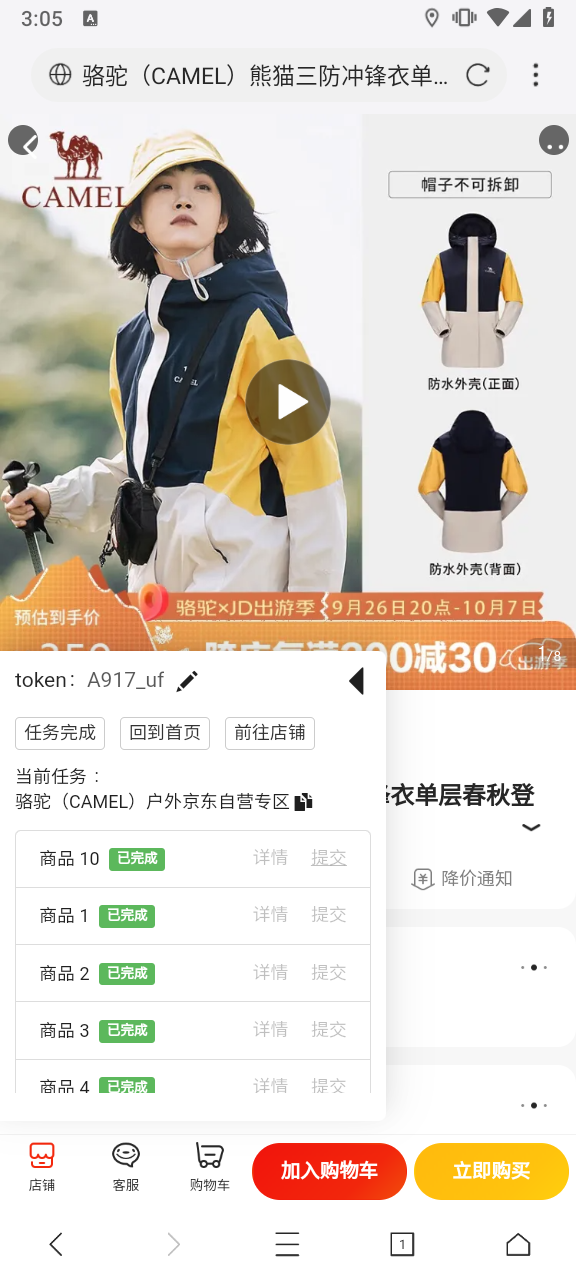 3:05
A
骆驼（CAMEL）熊猫三防冲锋衣单...
CAMEL
帽子不可拆卸
CAMEL
防水外壳(正面)
防水外壳(背面)
预估到手价
骆驼×JD出游季
9月26日20点-10月7日
00减30
出游季
1/8
token： A917_uf
任务完成
回到首页
前往店铺
当前任务：
骆驼（CAMEL）户外京东自营专区
衣单层春秋登
降价通知
商品 10 已完成 详情 提交
商品 1 已完成 详情 提交
商品 2 已完成 详情 提交
商品 3 已完成 详情 提交
商品 4 已完成 详情 提交
店铺
客服
购物车
加入购物车
立即购买
1